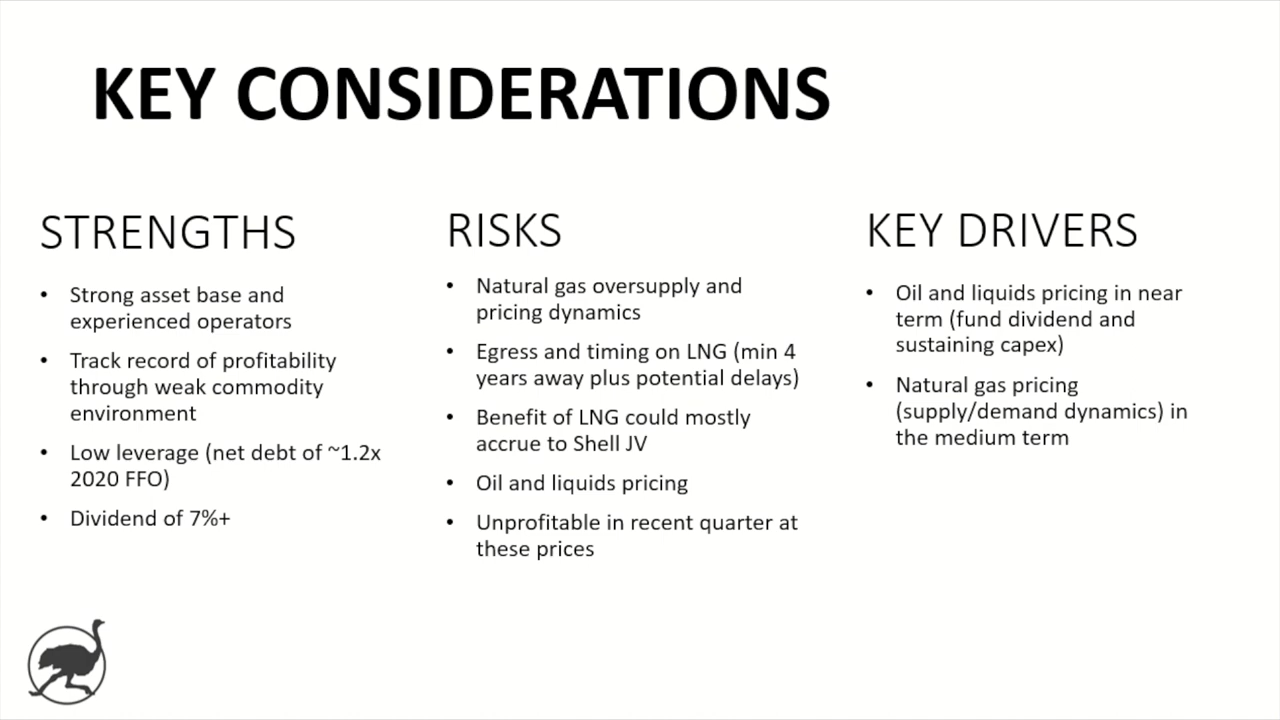 KEY CONSIDERATIONS
STRENGTHS
• Strong asset base and
experienced operators
• Track record of profitability
through weak commodity
environment
• Low leverage (net debt of ~1.2x
2020 FFO)
• Dividend of 7%+
RISKS
• Natural gas oversupply and
pricing dynamics
• Egress and timing on LNG (min 4
years away plus potential delays)
• Benefit of LNG could mostly
accrue to Shell JV
• Oil and liquids pricing
• Unprofitable in recent quarter at
these prices
KEY DRIVERS
• Oil and liquids pricing in near
term (fund dividend and
sustaining capex)
• Natural gas pricing
(supply/demand dynamics) in
the medium term